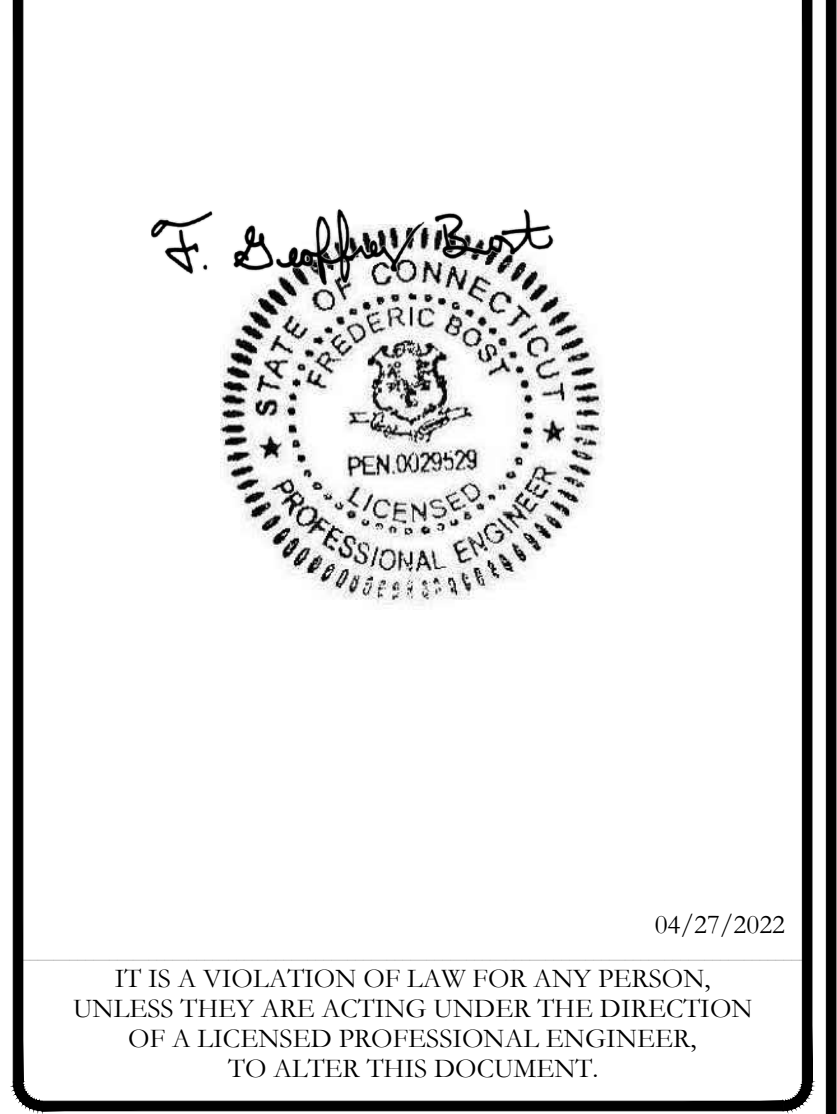 F. Geoffrey Bost
STATE OF CONNECTICUT
FREDERIC BOST
PEN.0029529
LICENSED
PROFESSIONAL ENGINEER
04/27/2022
IT IS A VIOLATION OF LAW FOR ANY PERSON,
UNLESS THEY ARE ACTING UNDER THE DIRECTION
OF A LICENSED PROFESSIONAL ENGINEER,
TO ALTER THIS DOCUMENT.